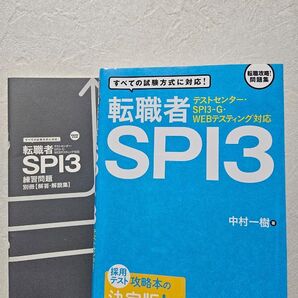 すべての試験方式に対応!
転職攻略!
問題集
転職者
テストセンター・
SPI3-G・
WEBテスティング対応
SPI3
中村一樹 著
採用
テスト
攻略本の
決定版!
転職者
SPI3
練習問題
別冊[解答・解説集]